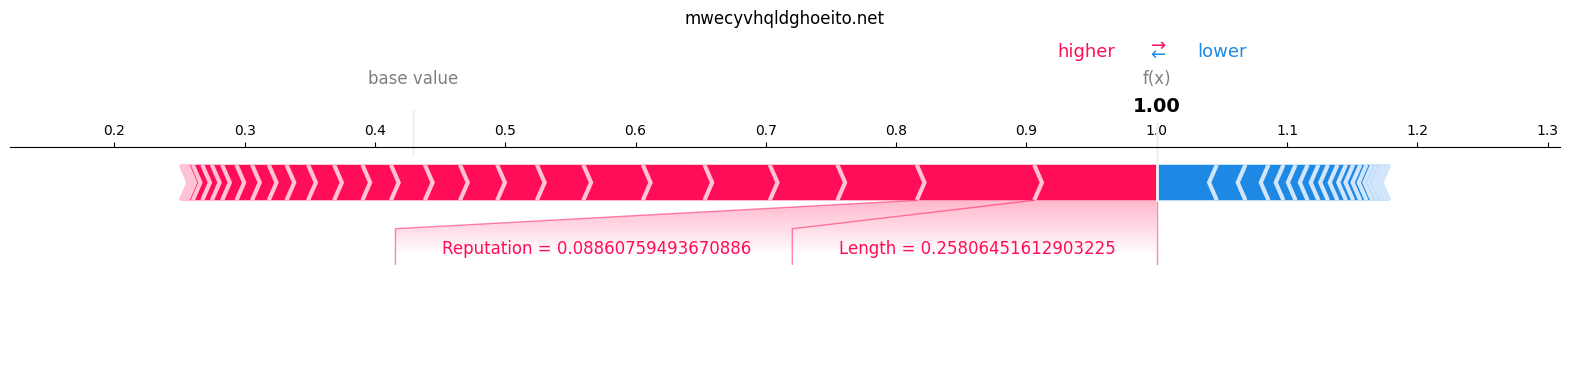 mwecyvhqldghoeito.net
higher ⇄ lower
base value f(x)
1.00
0.2 0.3 0.4 0.5 0.6 0.7 0.8 0.9 1.0 1.1 1.2 1.3
Reputation = 0.08860759493670886 Length = 0.25806451612903225